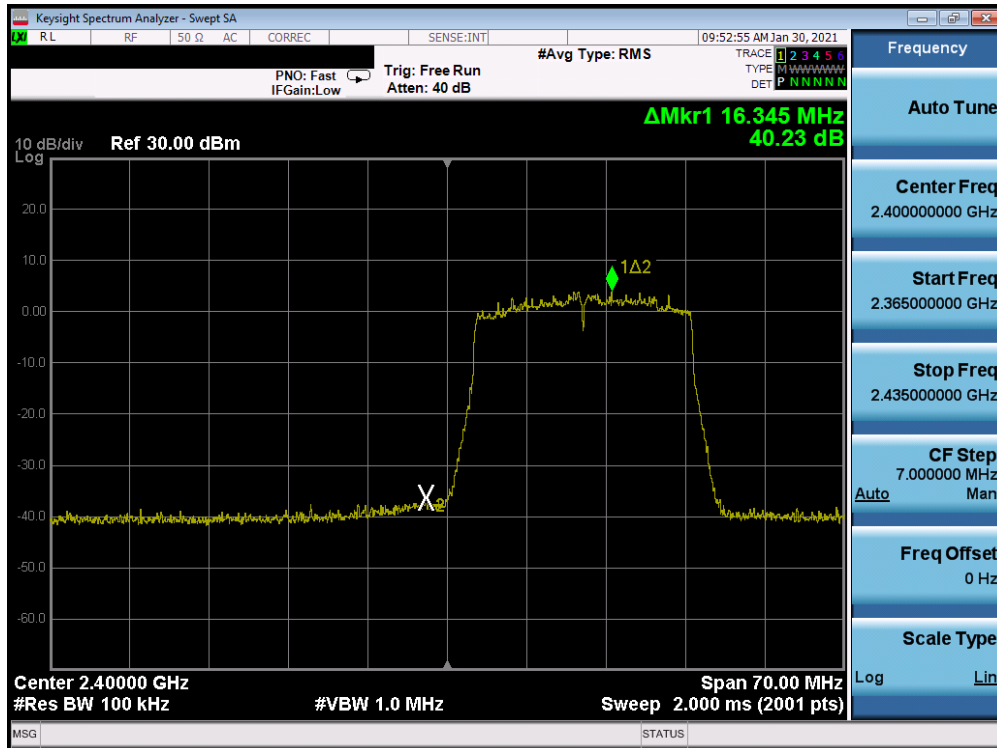 Keysight Spectrum Analyzer - Swept SA
LXI RL RF 50 Ω AC CORREC SENSE:INT 09:52:55 AM Jan 30, 2021
#Avg Type: RMS
TRACE 1 2 3 4 5 6
TYPE M WWWWW
DET P N N N N N
PNO: Fast
IFGain:Low
Trig: Free Run
Atten: 40 dB
ΔMkr1 16.345 MHz
40.23 dB
10 dB/div Ref 30.00 dBm
Log
20.0
10.0
0.00
-10.0
-20.0
-30.0
-40.0
-50.0
-60.0
1Δ2
X2
Center 2.40000 GHz Span 70.00 MHz
#Res BW 100 kHz #VBW 1.0 MHz Sweep 2.000 ms (2001 pts)
MSG STATUS
Frequency
Auto Tune
Center Freq
2.400000000 GHz
Start Freq
2.365000000 GHz
Stop Freq
2.435000000 GHz
CF Step
7.000000 MHz
Auto Man
Freq Offset
0 Hz
Scale Type
Log Lin